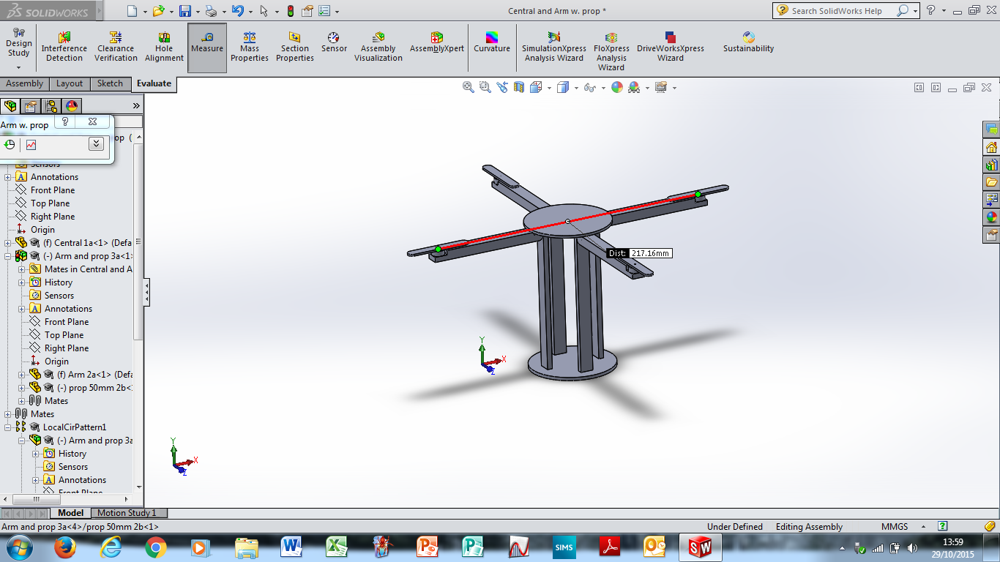 SOLIDWORKS
Central and Arm w. prop *
Search SolidWorks Help
Design Study
Interference Detection
Clearance Verification
Hole Alignment
Measure
Mass Properties
Section Properties
Sensor
Assembly Visualization
AssemblyXpert
Curvature
SimulationXpress Analysis Wizard
FloXpress Analysis Wizard
DriveWorksXpress Wizard
Sustainability
Assembly Layout Sketch Evaluate
Arm w. prop
op (
Sensors
Annotations
Front Plane
Top Plane
Right Plane
Origin
(f) Central 1a<1> (Defa
(-) Arm and prop 3a<1>
Mates in Central and A
History
Sensors
Annotations
Front Plane
Top Plane
Right Plane
Origin
(f) Arm 2a<1> (Defa
(-) prop 50mm 2b<
Mates
Mates
LocalCirPattern1
(-) Arm and prop 3a
History
Sensors
Annotations
Front Plane
Dist: 217.16mm
Y
X
Z
Y
X
Z
Model Motion Study 1
Arm and prop 3a<4>/prop 50mm 2b<1>
Under Defined Editing Assembly MMGS
SIMS
SW
13:59
29/10/2015